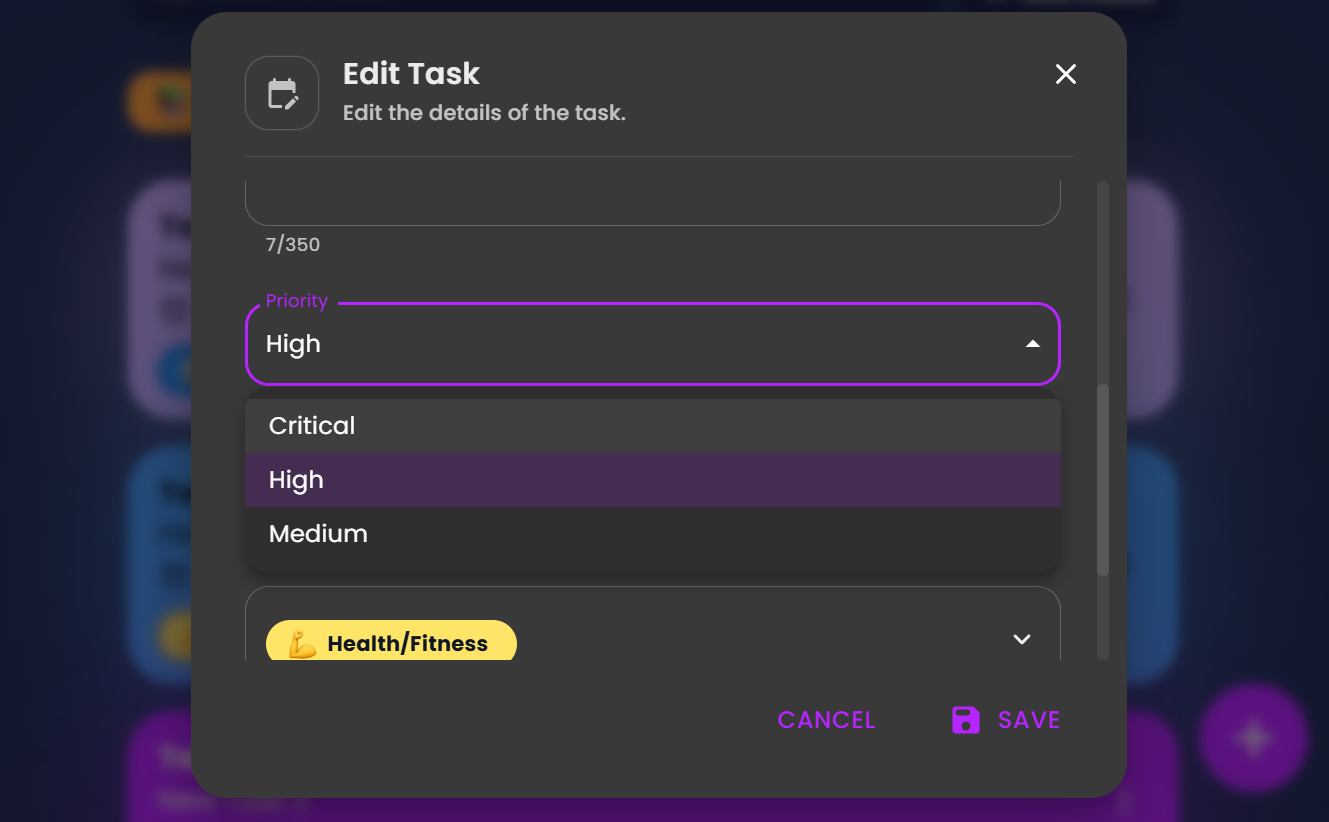 Edit Task
Edit the details of the task.
7/350
Priority
High
Critical
High
Medium
💪 Health/Fitness
CANCEL
SAVE